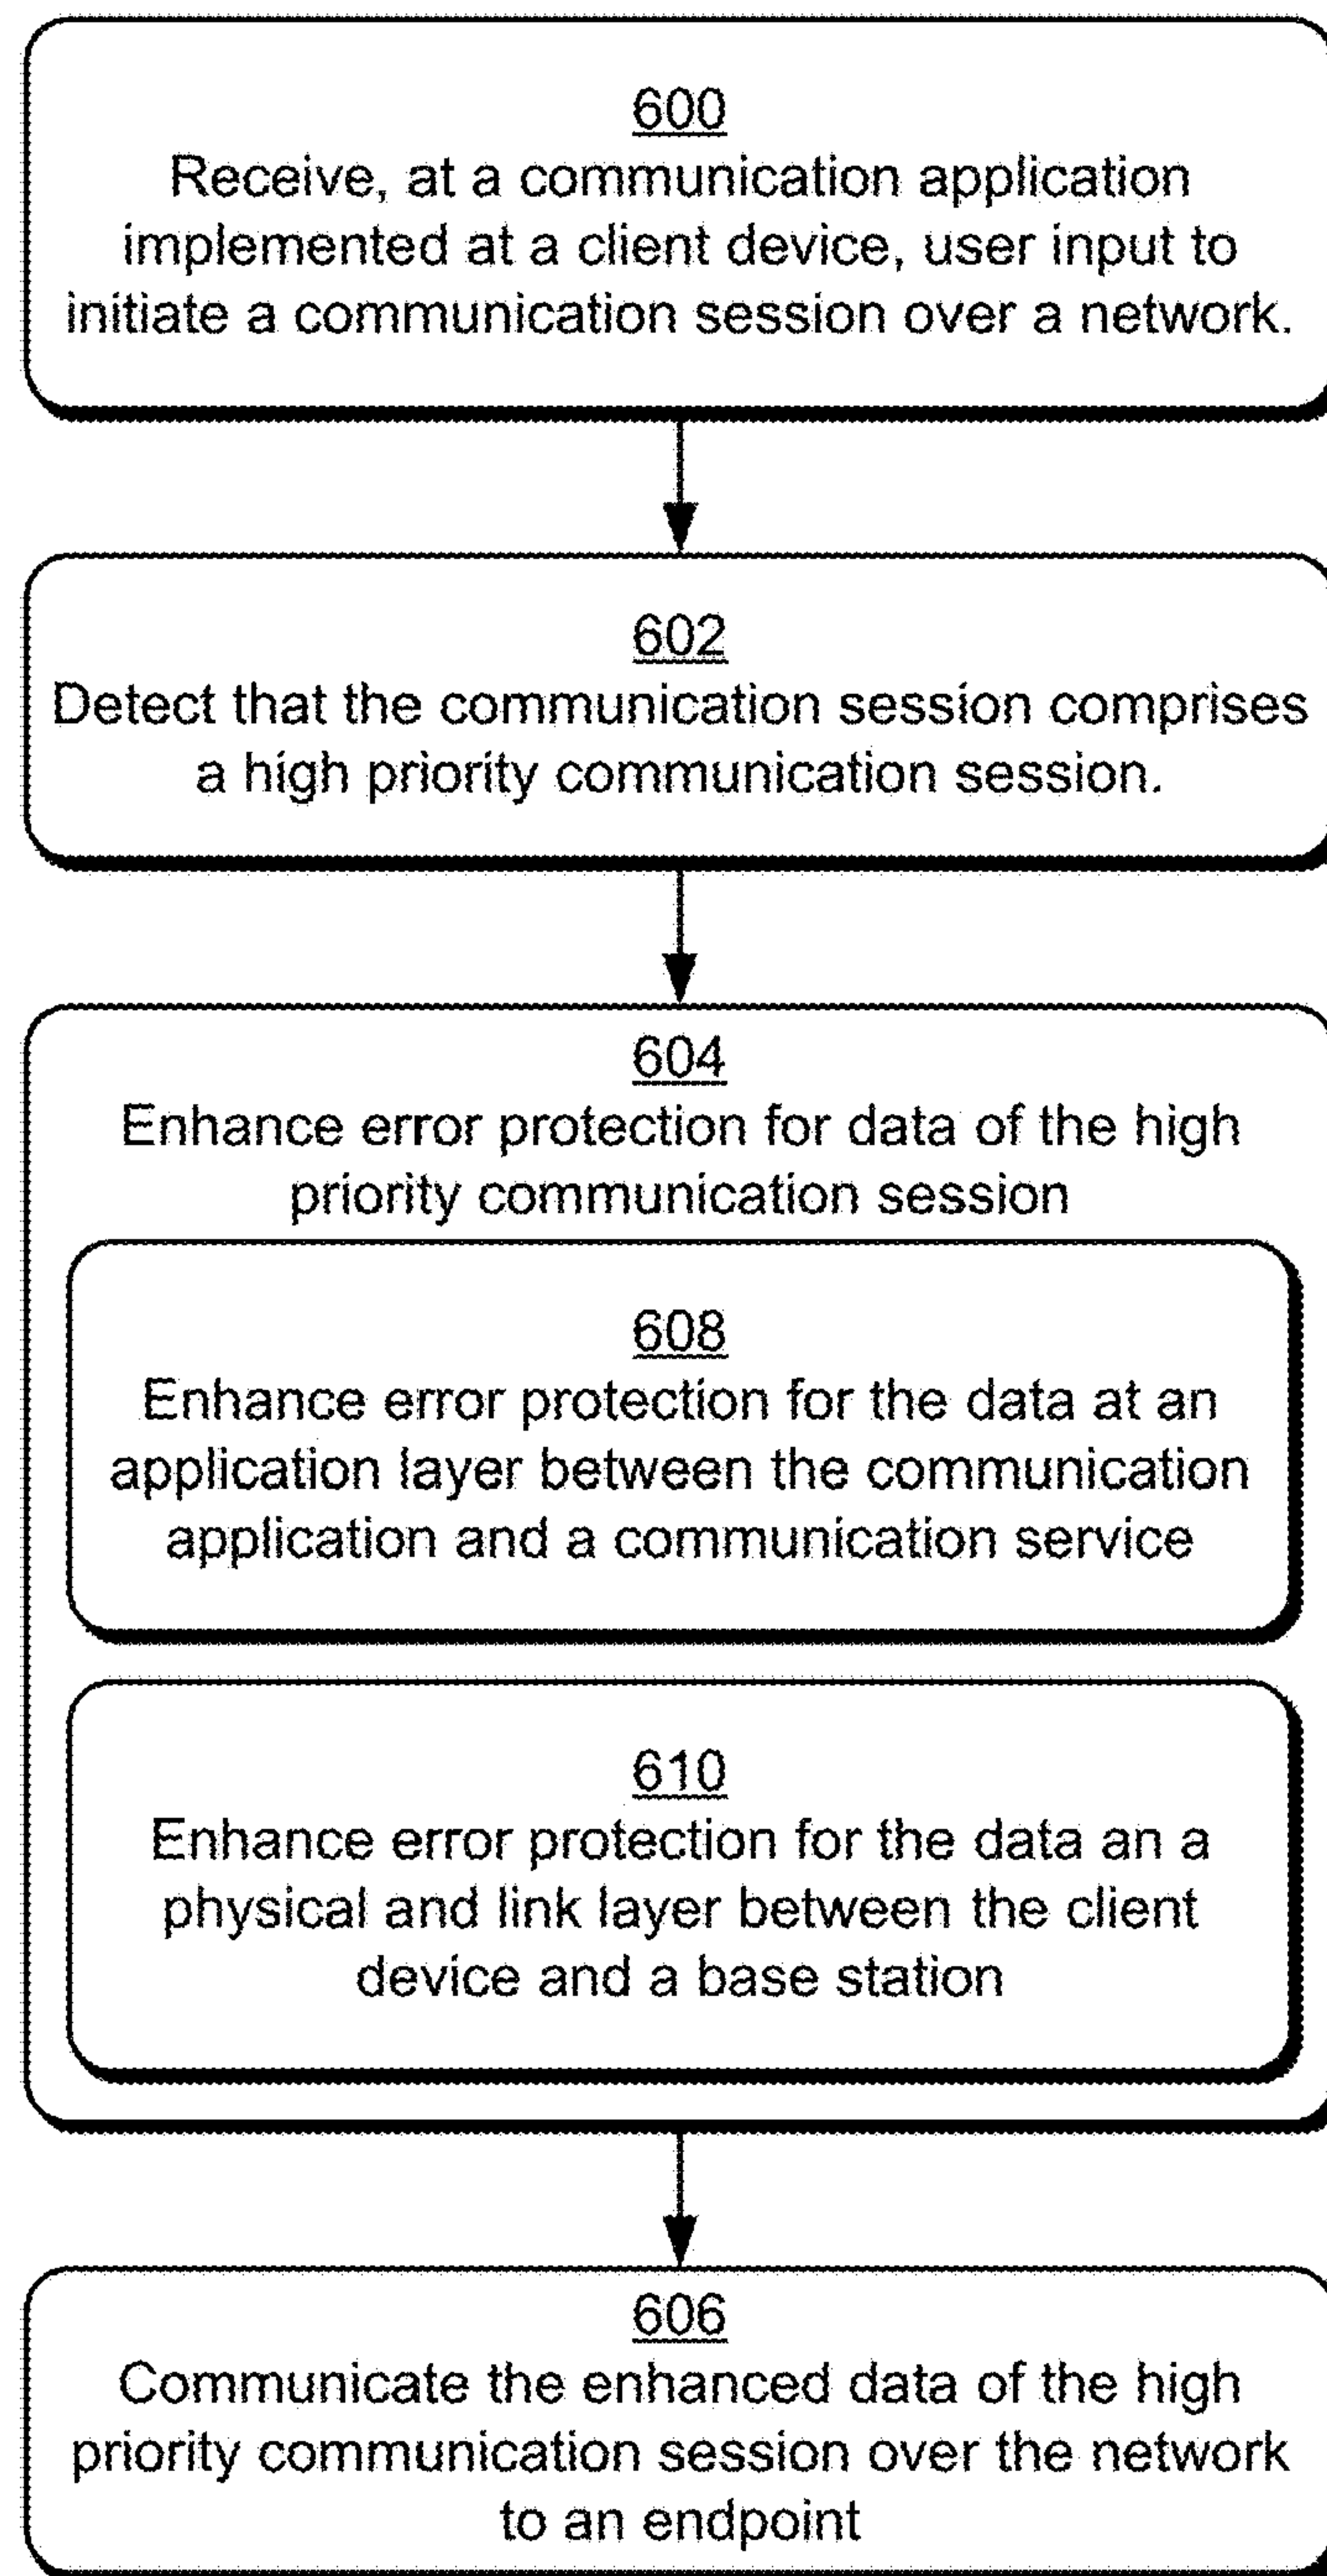 600
Receive, at a communication application
implemented at a client device, user input to
initiate a communication session over a network.
602
Detect that the communication session comprises
a high priority communication session.
604
Enhance error protection for data of the high
priority communication session
608
Enhance error protection for the data at an
application layer between the communication
application and a communication service
610
Enhance error protection for the data an a
physical and link layer between the client
device and a base station
606
Communicate the enhanced data of the high
priority communication session over the network
to an endpoint